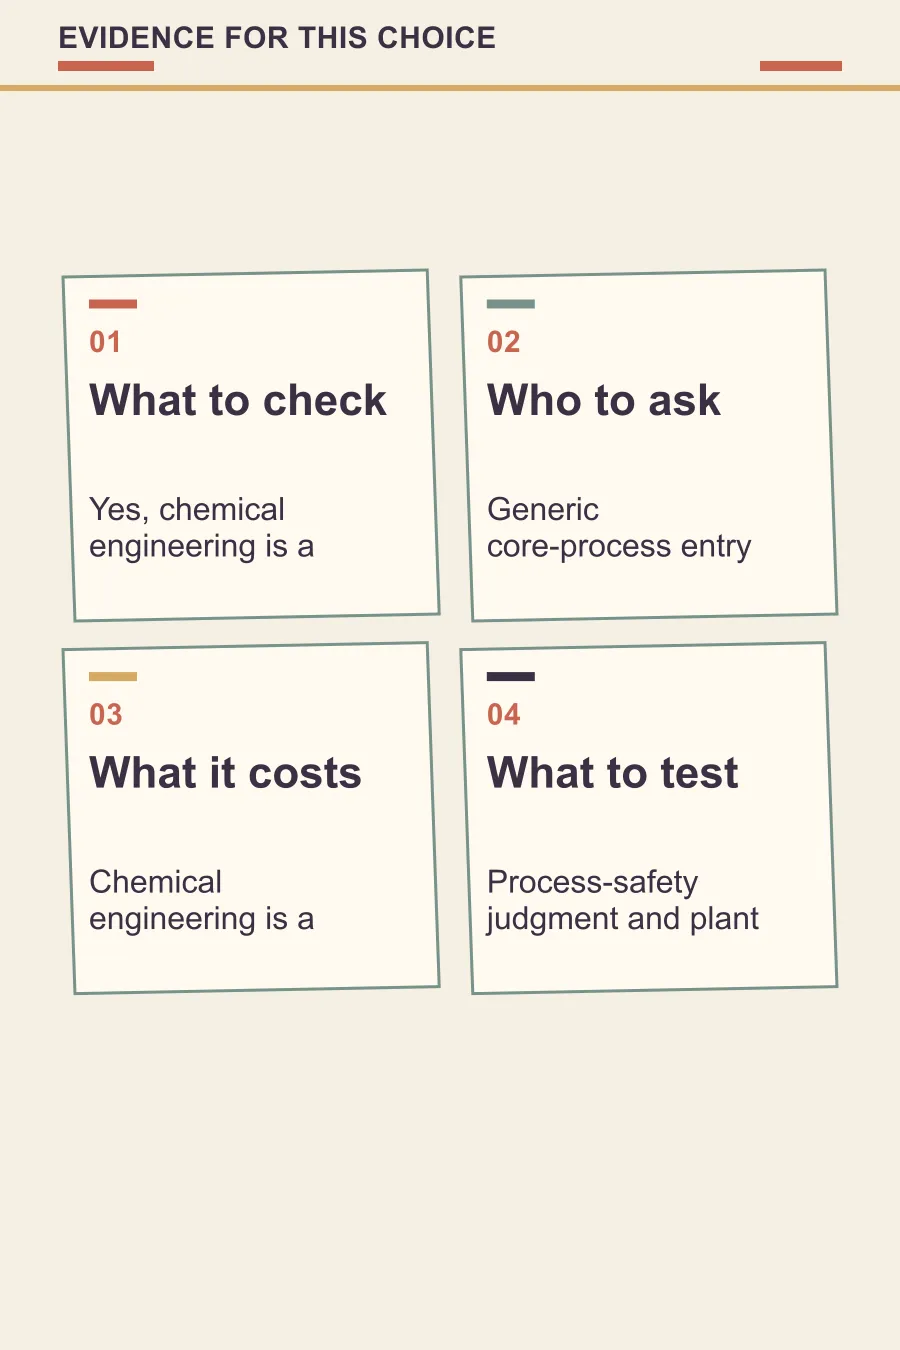 EVIDENCE FOR THIS CHOICE
01
What to check
Yes, chemical
engineering is a
02
Who to ask
Generic
core-process entry
03
What it costs
Chemical
engineering is a
04
What to test
Process-safety
judgment and plant